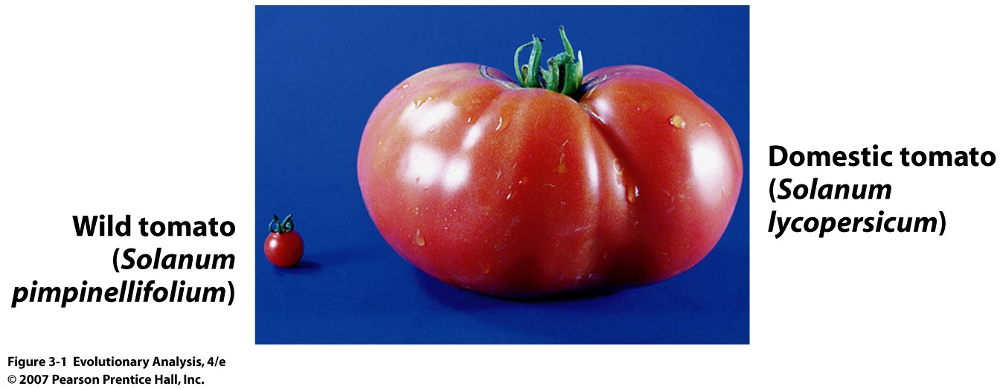 Wild tomato
(Solanum
pimpinellifolium)
Domestic tomato
(Solanum
lycopersicum)
Figure 3-1 Evolutionary Analysis, 4/e
© 2007 Pearson Prentice Hall, Inc.